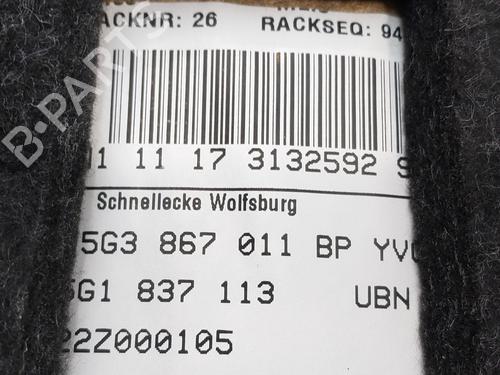 ACKNR: 26 RACKSEQ: 94
11 17 3132592
Schnellecke Wolfsburg
5G3 867 011 BP YV
5G1 837 113 UBN
22Z000105
B-PARTS